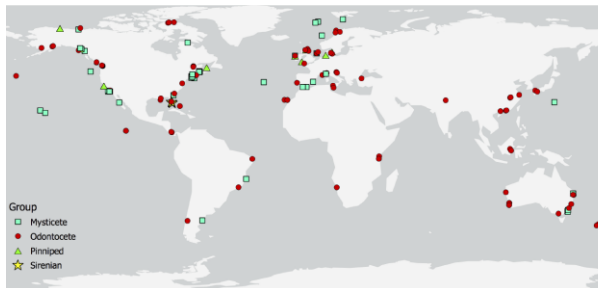 Group
Mysticete
Odontocete
Pinniped
Sirenian